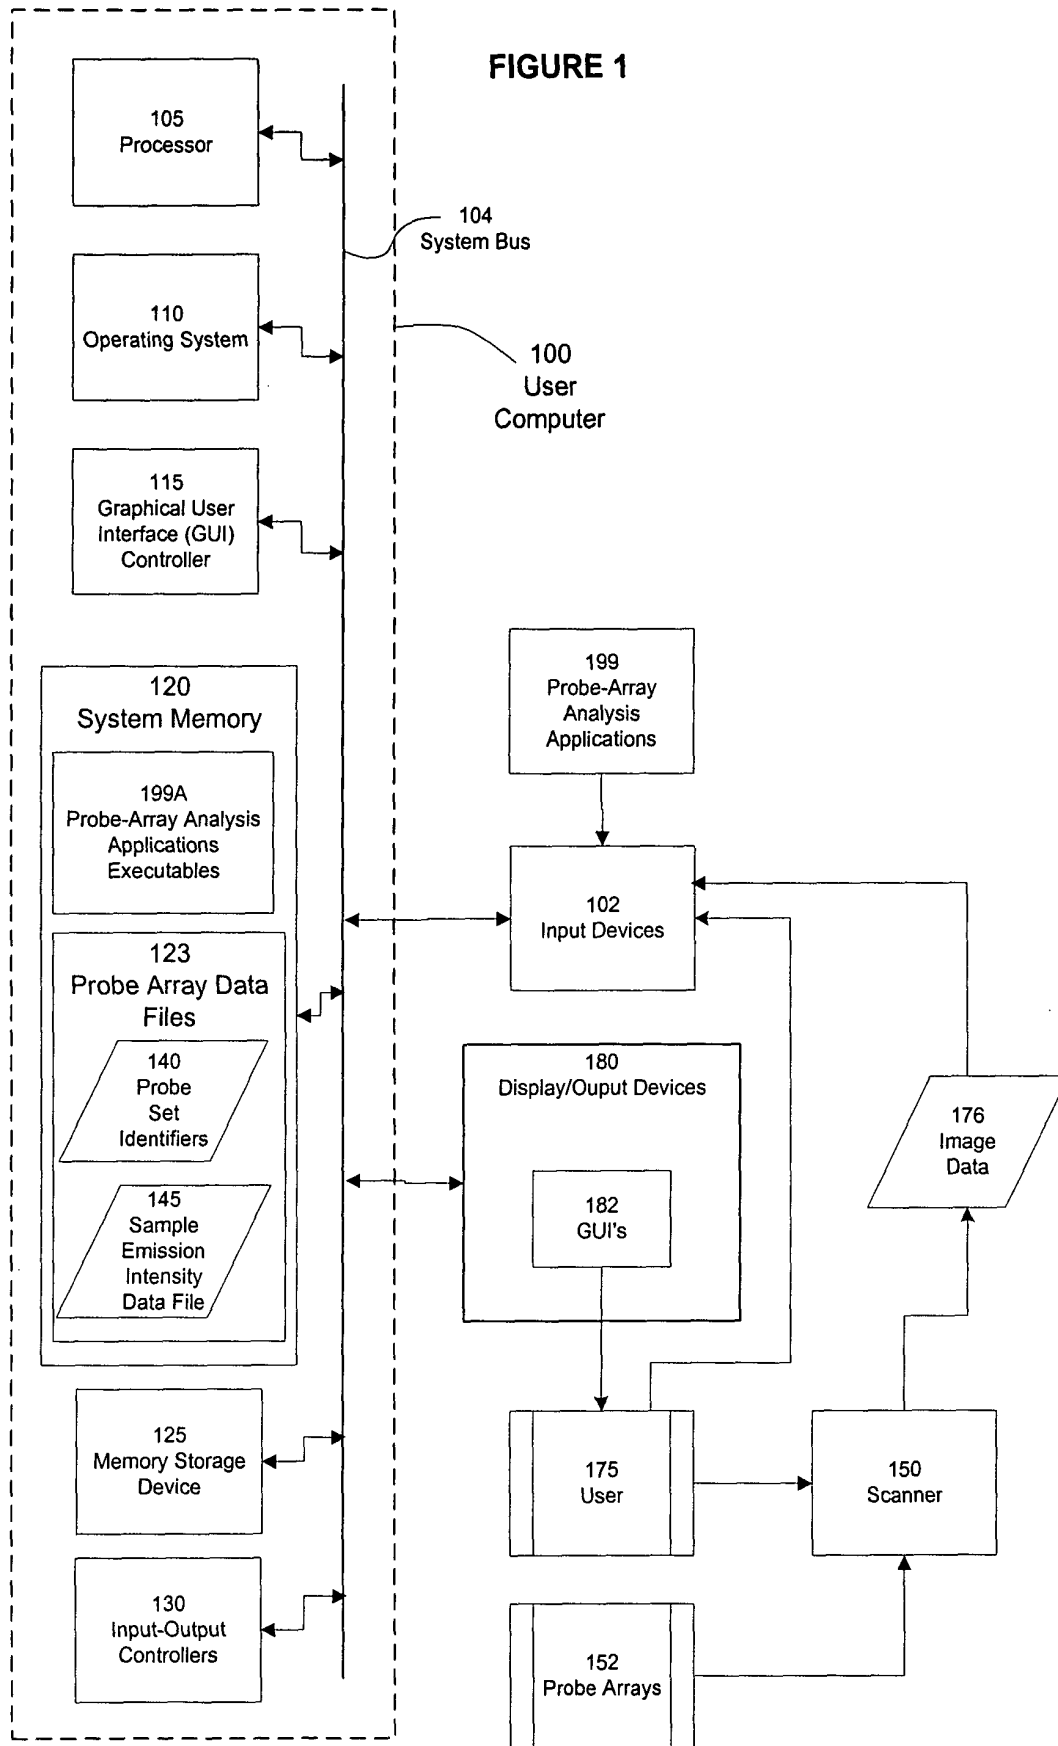 FIGURE 1
105
Processor
104
System Bus
110
Operating System
100
User
Computer
115
Graphical User
Interface (GUI)
Controller
199
Probe-Array
Analysis
Applications
120
System Memory
199A
Probe-Array Analysis
Applications
Executables
102
Input Devices
123
Probe Array Data
Files
140
Probe
Set
Identifiers
180
Display/Ouput Devices
176
Image
Data
145
Sample
Emission
Intensity
Data File
182
GUI's
125
Memory Storage
Device
175
User
150
Scanner
130
Input-Output
Controllers
152
Probe Arrays